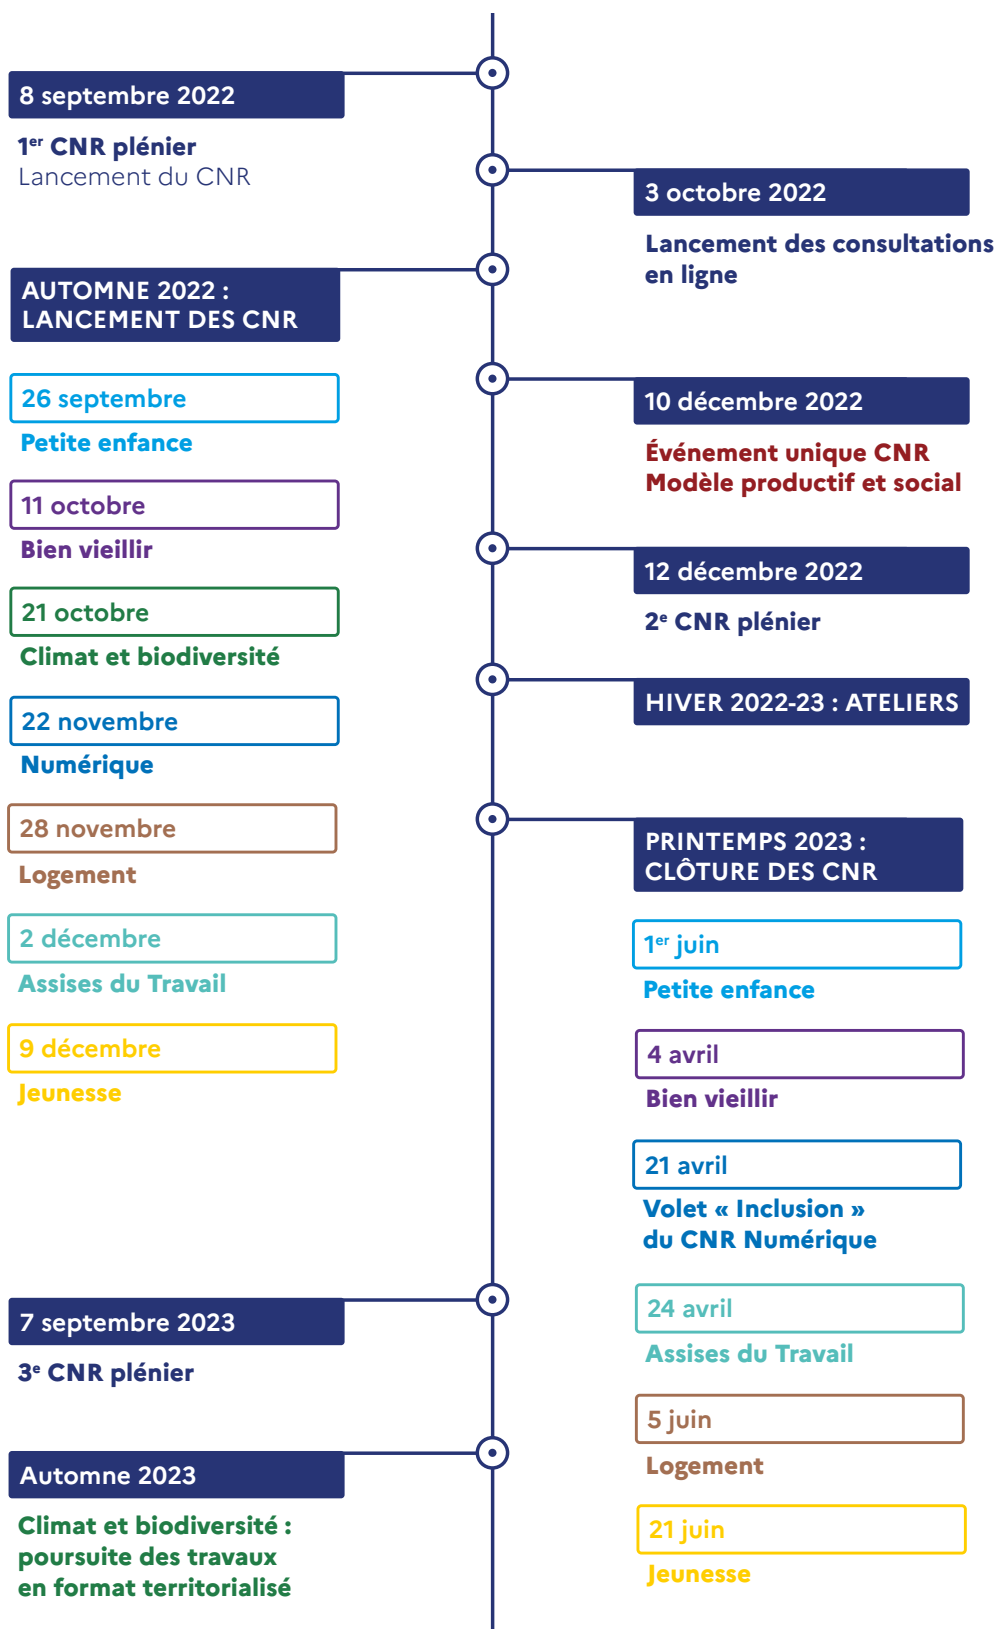 8 septembre 2022
1er CNR plénier
Lancement du CNR
3 octobre 2022
Lancement des consultations
en ligne
AUTOMNE 2022 :
LANCEMENT DES CNR
26 septembre
Petite enfance
11 octobre
Bien vieillir
21 octobre
Climat et biodiversité
22 novembre
Numérique
28 novembre
Logement
2 décembre
Assises du Travail
9 décembre
Jeunesse
10 décembre 2022
Événement unique CNR
Modèle productif et social
12 décembre 2022
2e CNR plénier
HIVER 2022-23 : ATELIERS
PRINTEMPS 2023 :
CLÔTURE DES CNR
1er juin
Petite enfance
4 avril
Bien vieillir
21 avril
Volet « Inclusion »
du CNR Numérique
24 avril
Assises du Travail
5 juin
Logement
21 juin
Jeunesse
7 septembre 2023
3e CNR plénier
Automne 2023
Climat et biodiversité :
poursuite des travaux
en format territorialisé